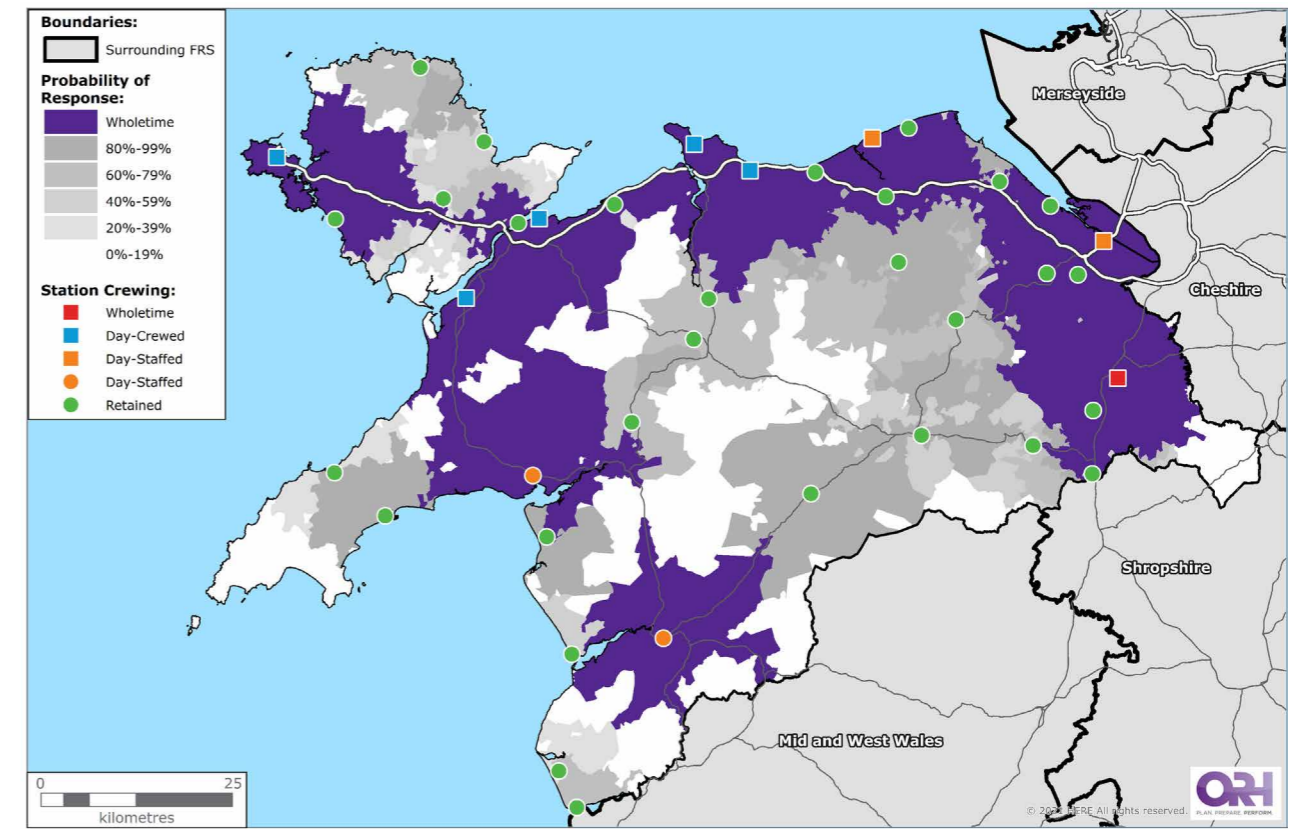 Boundaries:
Surrounding FRS
Probability of
Response:
Wholetime
80%-99%
60%-79%
40%-59%
20%-39%
0%-19%
Station Crewing:
Wholetime
Day-Crewed
Day-Staffed
Day-Staffed
Retained
Merseyside
Cheshire
Shropshire
Mid and West Wales
0 25
kilometres
© HERE All rights reserved.
ORH
PLAN. PREPARE. PERFORM